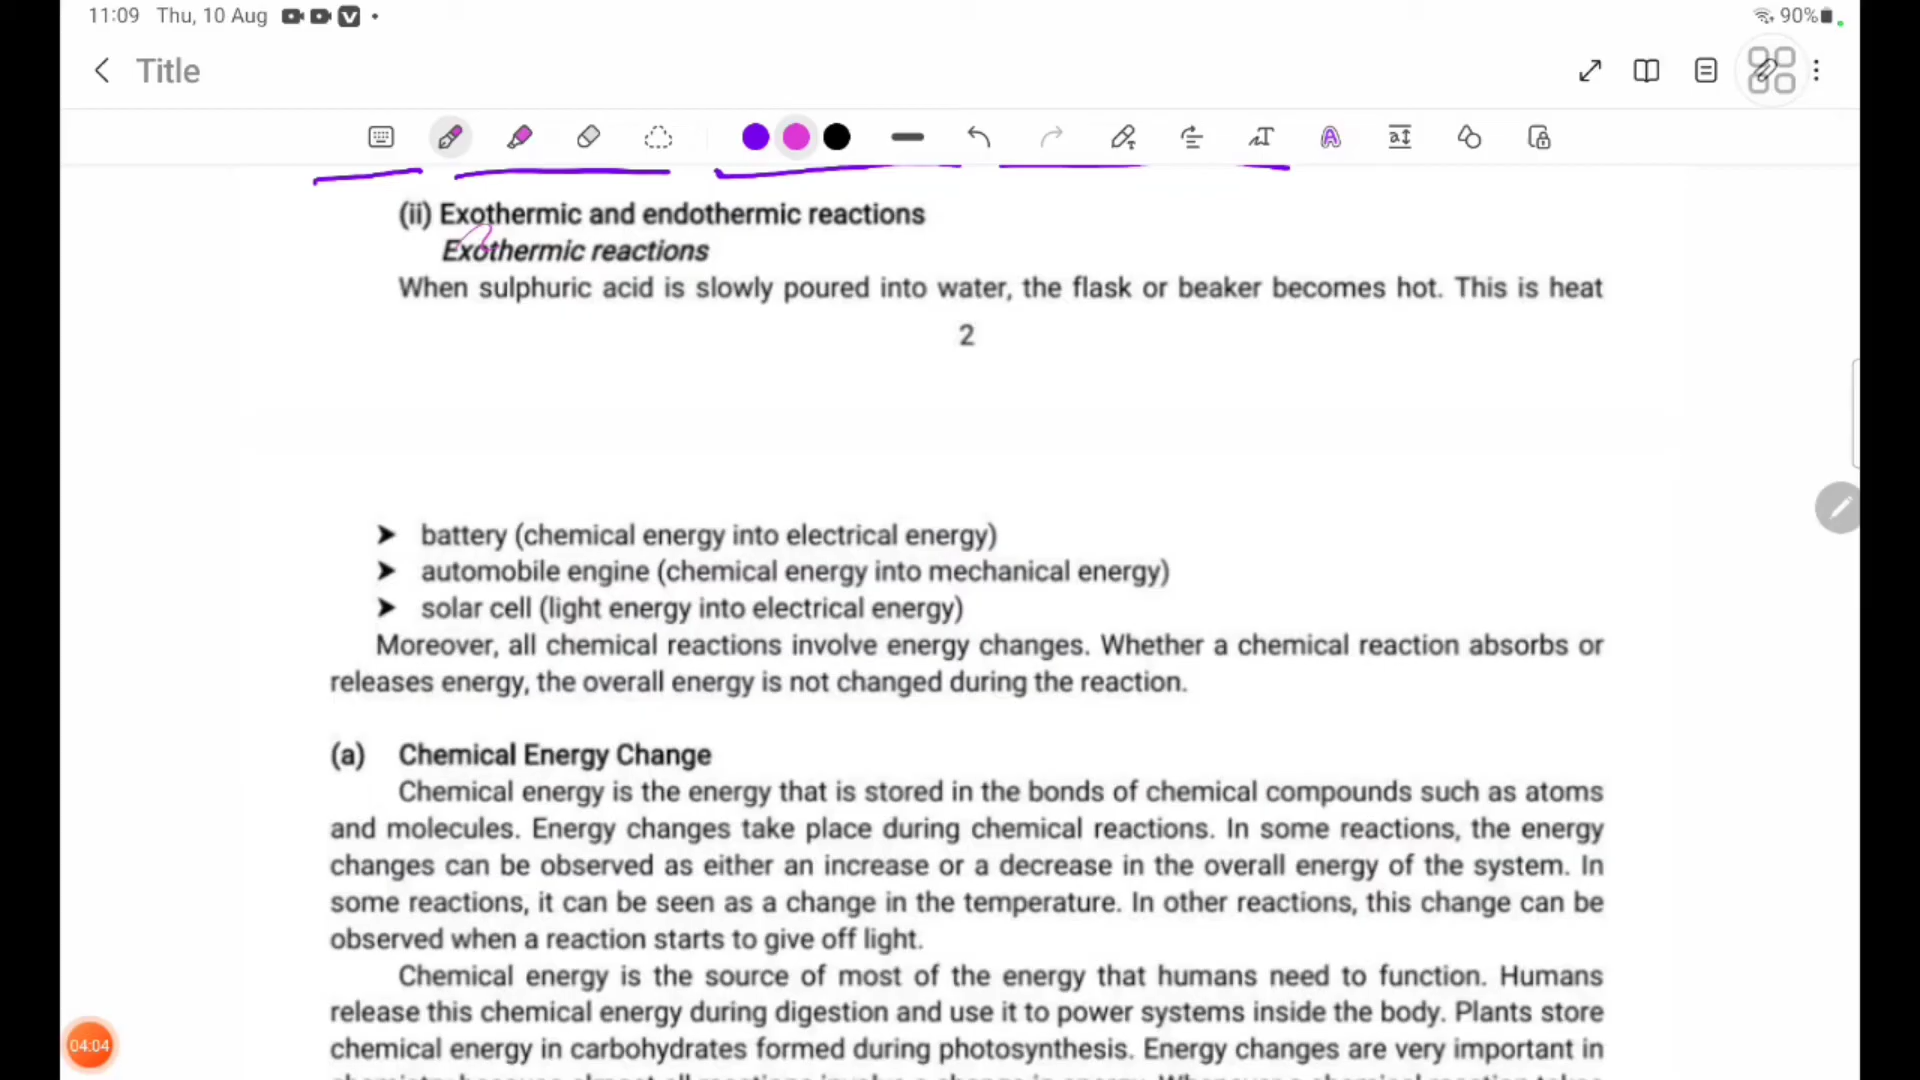 11:09 Thu, 10 Aug
90%
Title
(ii) Exothermic and endothermic reactions
Exothermic reactions
When sulphuric acid is slowly poured into water, the flask or beaker becomes hot. This is heat
2
➤ battery (chemical energy into electrical energy)
➤ automobile engine (chemical energy into mechanical energy)
➤ solar cell (light energy into electrical energy)
Moreover, all chemical reactions involve energy changes. Whether a chemical reaction absorbs or
releases energy, the overall energy is not changed during the reaction.
(a) Chemical Energy Change
Chemical energy is the energy that is stored in the bonds of chemical compounds such as atoms
and molecules. Energy changes take place during chemical reactions. In some reactions, the energy
changes can be observed as either an increase or a decrease in the overall energy of the system. In
some reactions, it can be seen as a change in the temperature. In other reactions, this change can be
observed when a reaction starts to give off light.
Chemical energy is the source of most of the energy that humans need to function. Humans
release this chemical energy during digestion and use it to power systems inside the body. Plants store
chemical energy in carbohydrates formed during photosynthesis. Energy changes are very important in
04:04